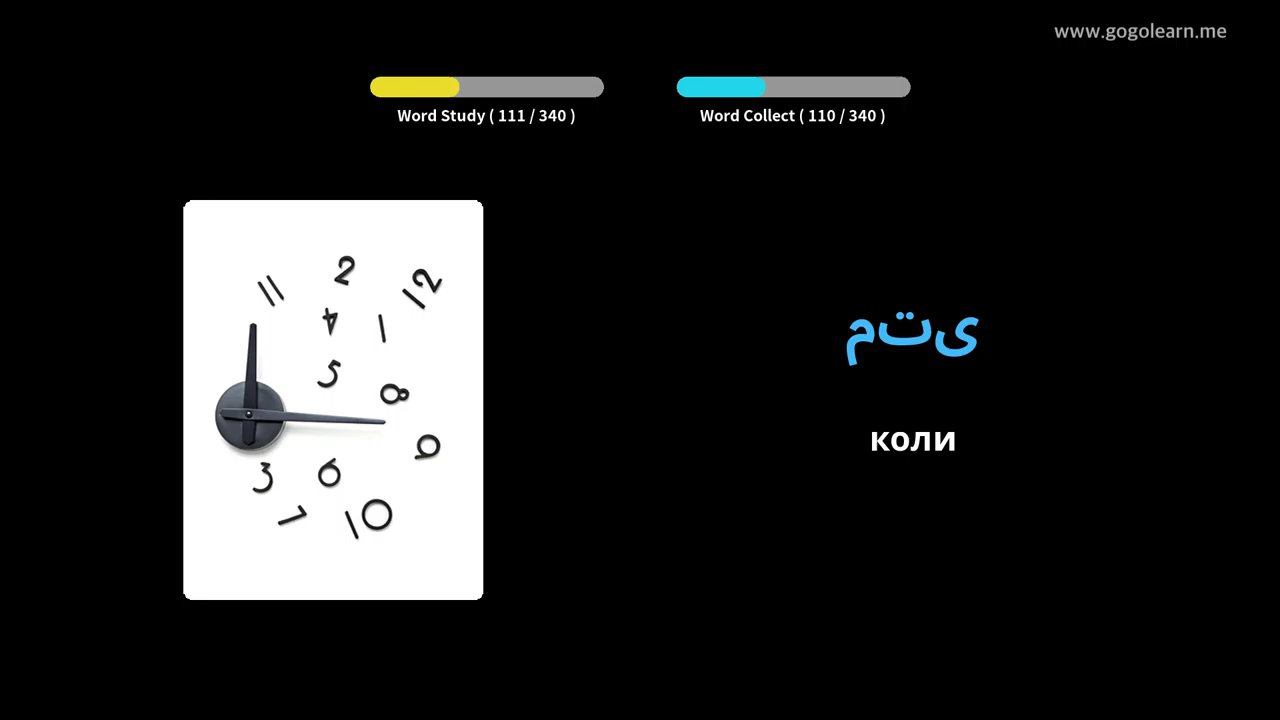 www.gogolearn.me
Word Study ( 111 / 340 )
Word Collect ( 110 / 340 )
11
2
12
4
1
5
8
9
3
6
7
10
ىتم
коли